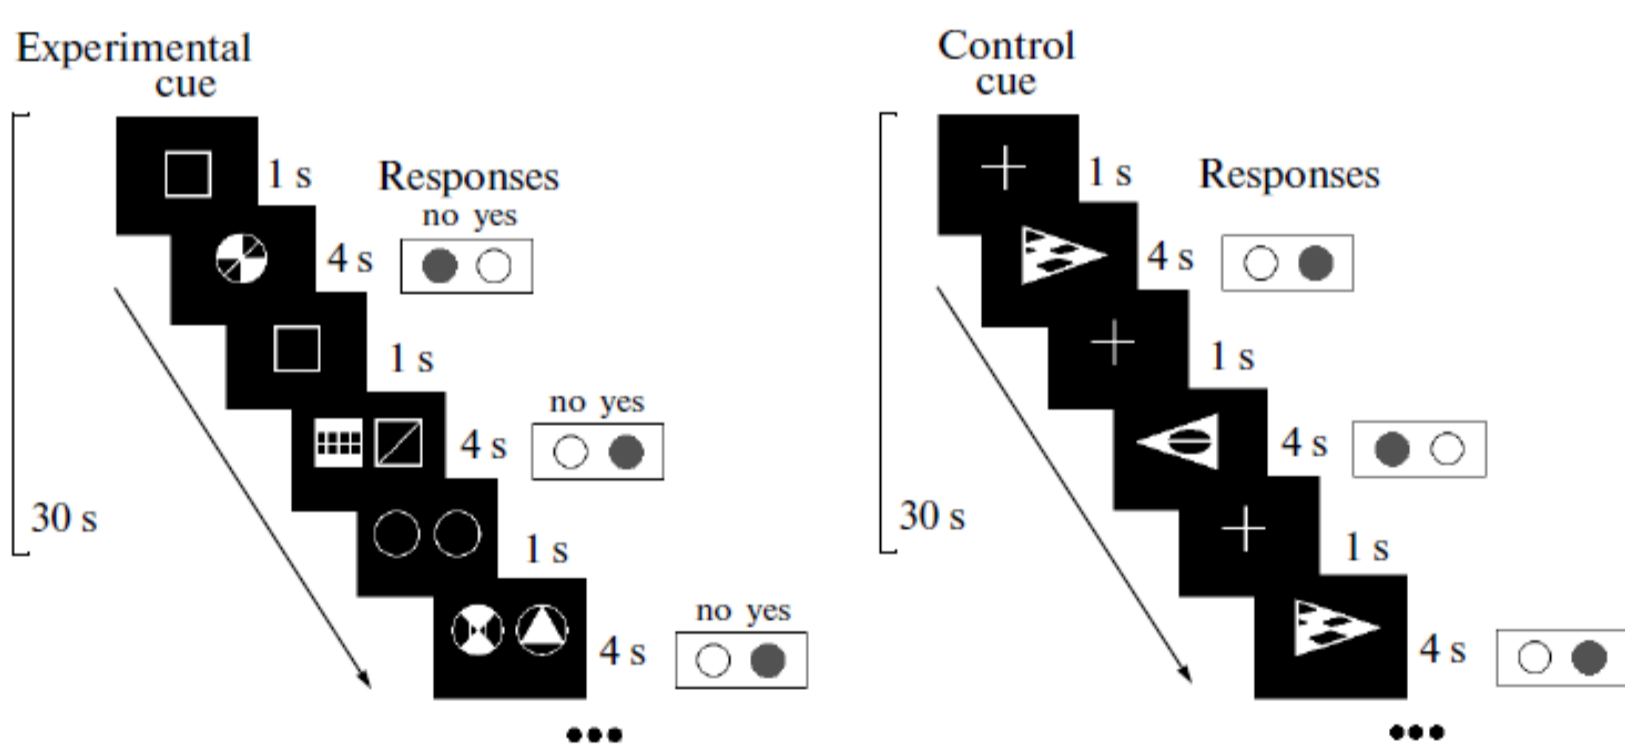 Experimental
cue
1 s
Responses
no yes
4 s
1 s
no yes
4 s
30 s
1 s
no yes
4 s
Control
cue
1 s
Responses
4 s
1 s
4 s
30 s
1 s
4 s